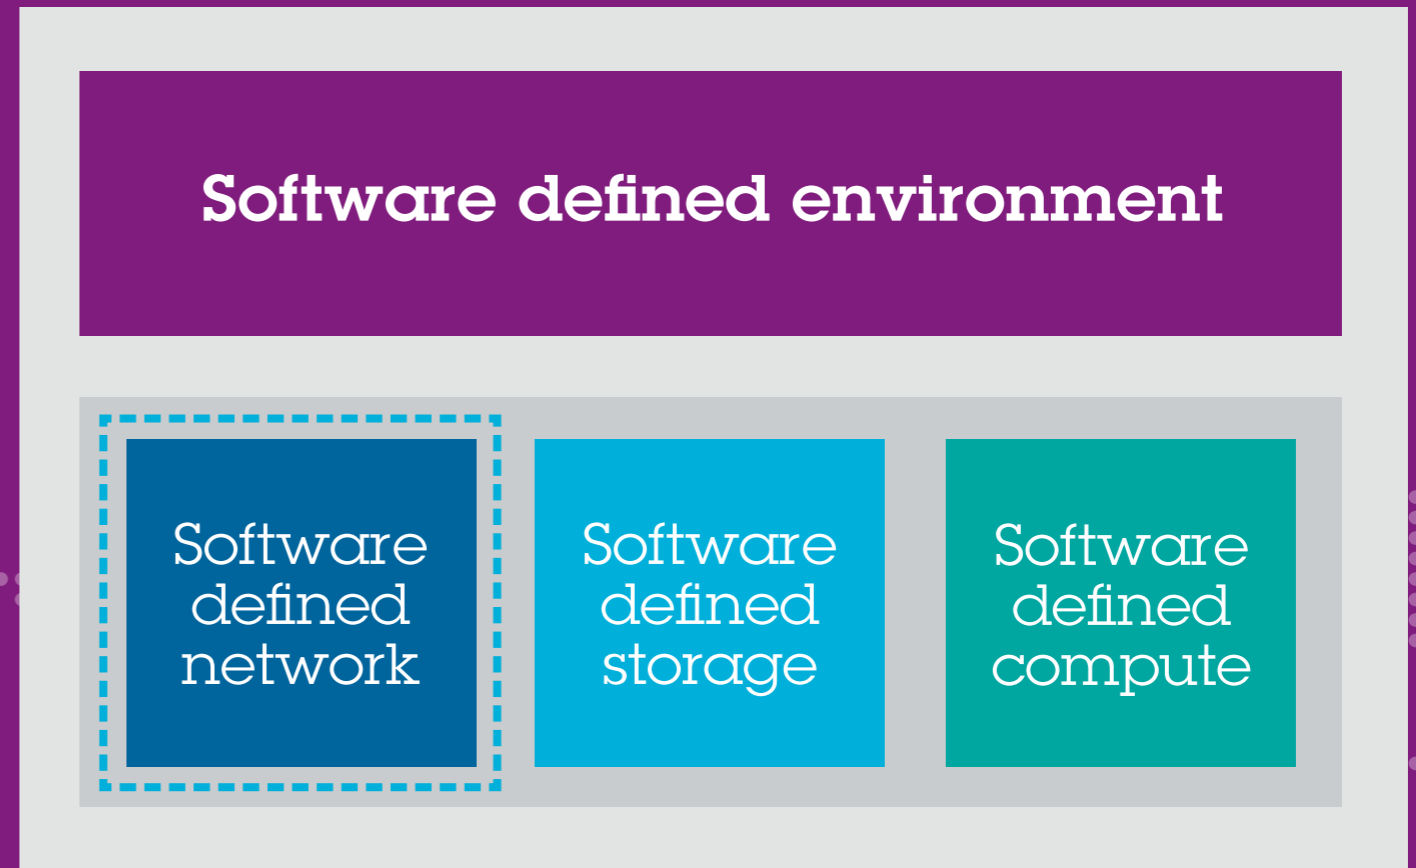 Software defined environment
Software
defined
network
Software
defined
storage
Software
defined
compute